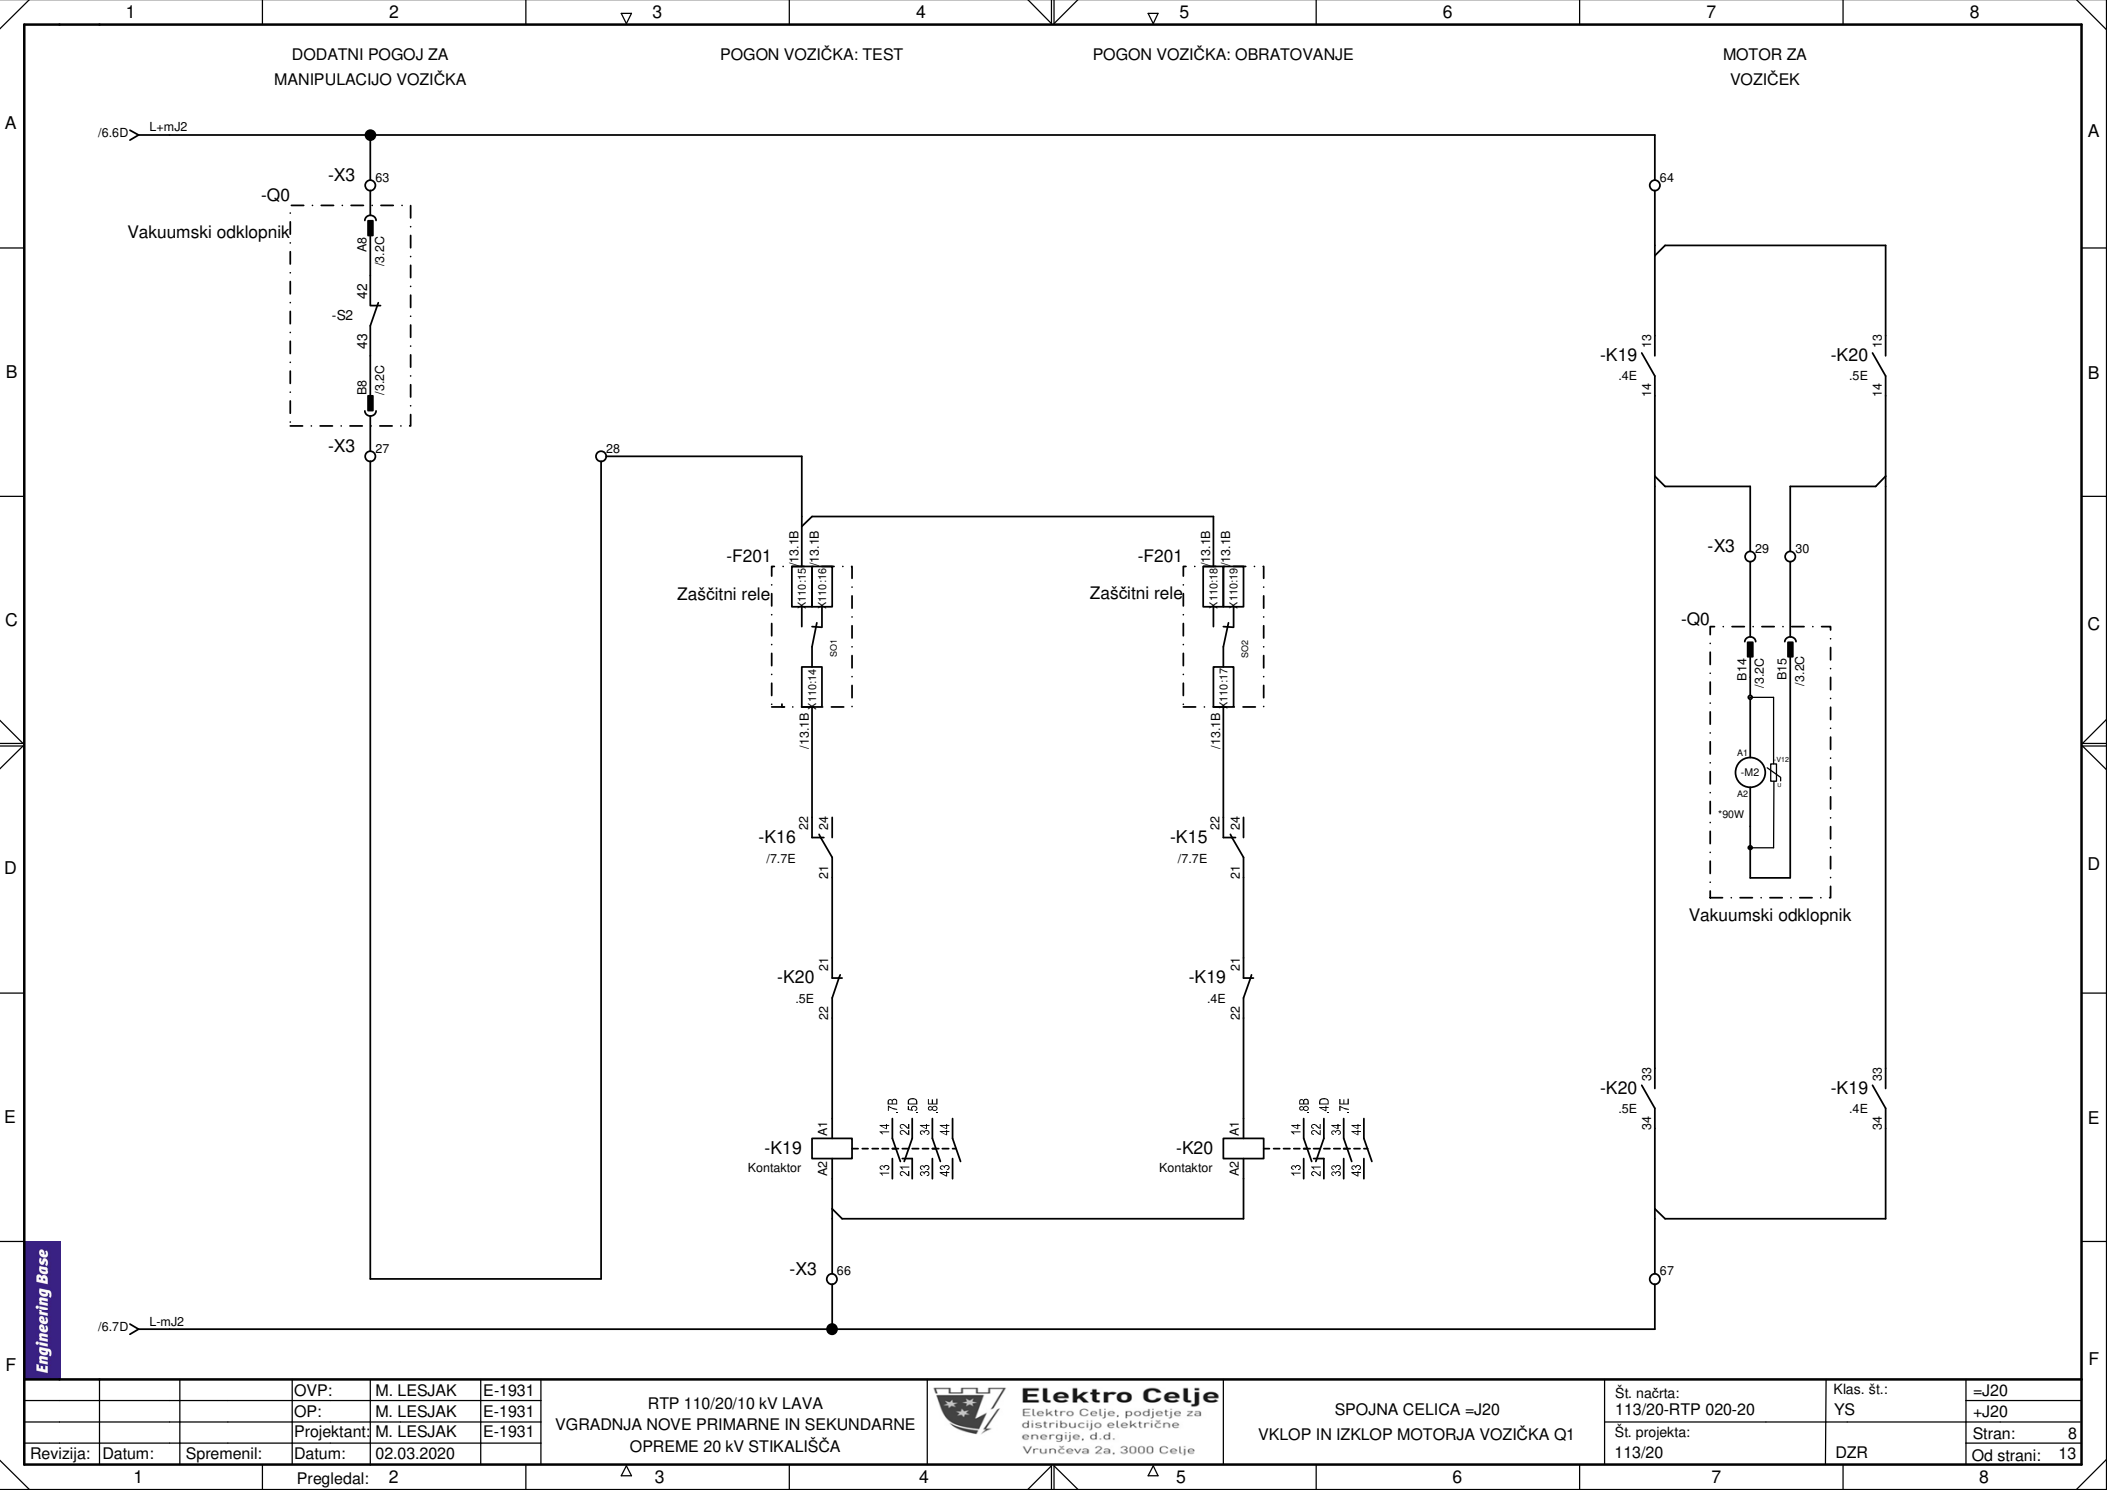 1 2 3 4 5 6 7 8
DODATNI POGOJ ZA
MANIPULACIJO VOZIČKA
POGON VOZIČKA: TEST
POGON VOZIČKA: OBRATOVANJE
MOTOR ZA
VOZIČEK
A
A
/6.6D
L+mJ2
-X3
63
64
-Q0
Vakuumski odklopnik
A8
/3.2C
42
-S2
43
B8
/3.2C
-X3
27
28
B
B
-K19
.4E
13
14
-K20
.5E
13
14
-F201
Zaščitni rele
/13.1B
/13.1B
X110:15
X110:16
SO1
X110:14
/13.1B
-F201
Zaščitni rele
/13.1B
/13.1B
X110:18
X110:19
SO2
X110:17
/13.1B
C
C
-X3
29
30
-Q0
B14
/3.2C
B15
/3.2C
A1
-M2
A2
-V12
*90W
Vakuumski odklopnik
D
D
-K16
/7.7E
22
24
21
-K15
/7.7E
22
24
21
-K20
.5E
21
22
-K19
.4E
21
22
E
E
-K19
Kontaktor
A1
A2
.7B
.5D
.8E
14
22
34
44
13
21
33
43
-K20
Kontaktor
A1
A2
.8B
.4D
.7E
14
22
34
44
13
21
33
43
-K20
.5E
33
34
-K19
.4E
33
34
-X3
66
67
/6.7D
L-mJ2
F
F
Engineering Base
OVP: M. LESJAK E-1931
OP: M. LESJAK E-1931
Projektant: M. LESJAK E-1931
Revizija: Datum: Spremenil: Datum: 02.03.2020
Pregledal:
RTP 110/20/10 kV LAVA
VGRADNJA NOVE PRIMARNE IN SEKUNDARNE
OPREME 20 kV STIKALIŠČA
Elektro Celje
Elektro Celje, podjetje za
distribucijo električne
energije, d.d.
Vrunčeva 2a, 3000 Celje
SPOJNA CELICA =J20
VKLOP IN IZKLOP MOTORJA VOZIČKA Q1
Št. načrta:
113/20-RTP 020-20
Št. projekta:
113/20
Klas. št.:
YS
DZR
=J20
+J20
Stran: 8
Od strani: 13
1 2 3 4 5 6 7 8